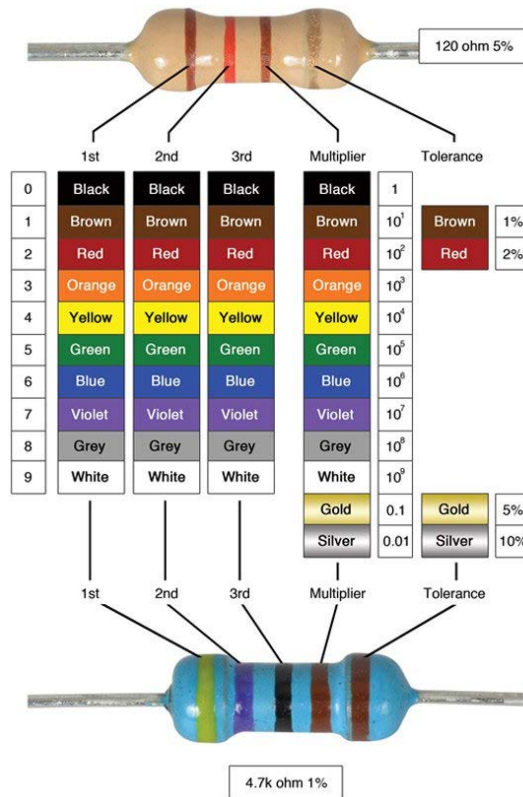 120 ohm 5%
1st 2nd 3rd Multiplier Tolerance
0 Black Black Black Black 1
1 Brown Brown Brown Brown 10¹ Brown 1%
2 Red Red Red Red 10² Red 2%
3 Orange Orange Orange Orange 10³
4 Yellow Yellow Yellow Yellow 10⁴
5 Green Green Green Green 10⁵
6 Blue Blue Blue Blue 10⁶
7 Violet Violet Violet Violet 10⁷
8 Grey Grey Grey Grey 10⁸
9 White White White White 10⁹
Gold 0.1 Gold 5%
Silver 0.01 Silver 10%
1st 2nd 3rd Multiplier Tolerance
4.7k ohm 1%